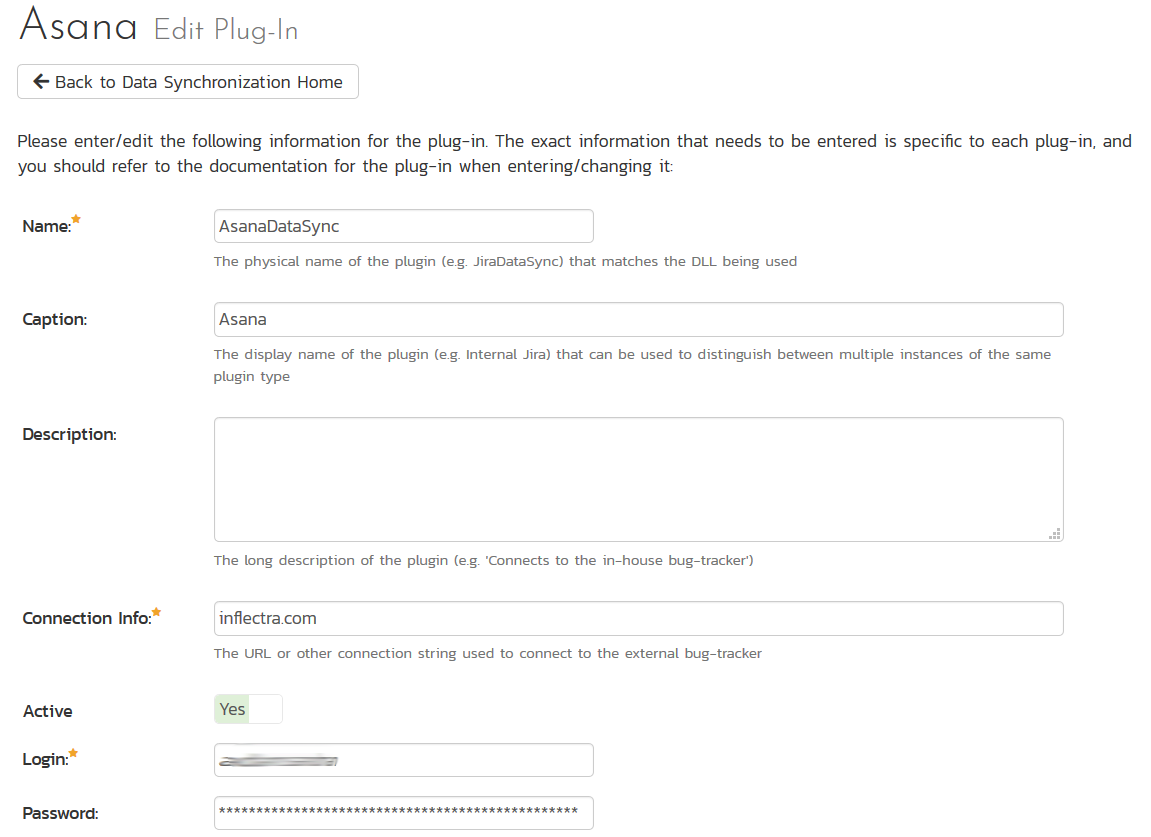 Asana Edit Plug-In
Back to Data Synchronization Home
Please enter/edit the following information for the plug-in. The exact information that needs to be entered is specific to each plug-in, and
you should refer to the documentation for the plug-in when entering/changing it:
Name:
AsanaDataSync
The physical name of the plugin (e.g. JiraDataSync) that matches the DLL being used
Caption:
Asana
The display name of the plugin (e.g. Internal Jira) that can be used to distinguish between multiple instances of the same
plugin type
Description:
The long description of the plugin (e.g. 'Connects to the in-house bug-tracker')
Connection Info:
inflectra.com
The URL or other connection string used to connect to the external bug-tracker
Active
Yes
Login:
Password:
**************************************************